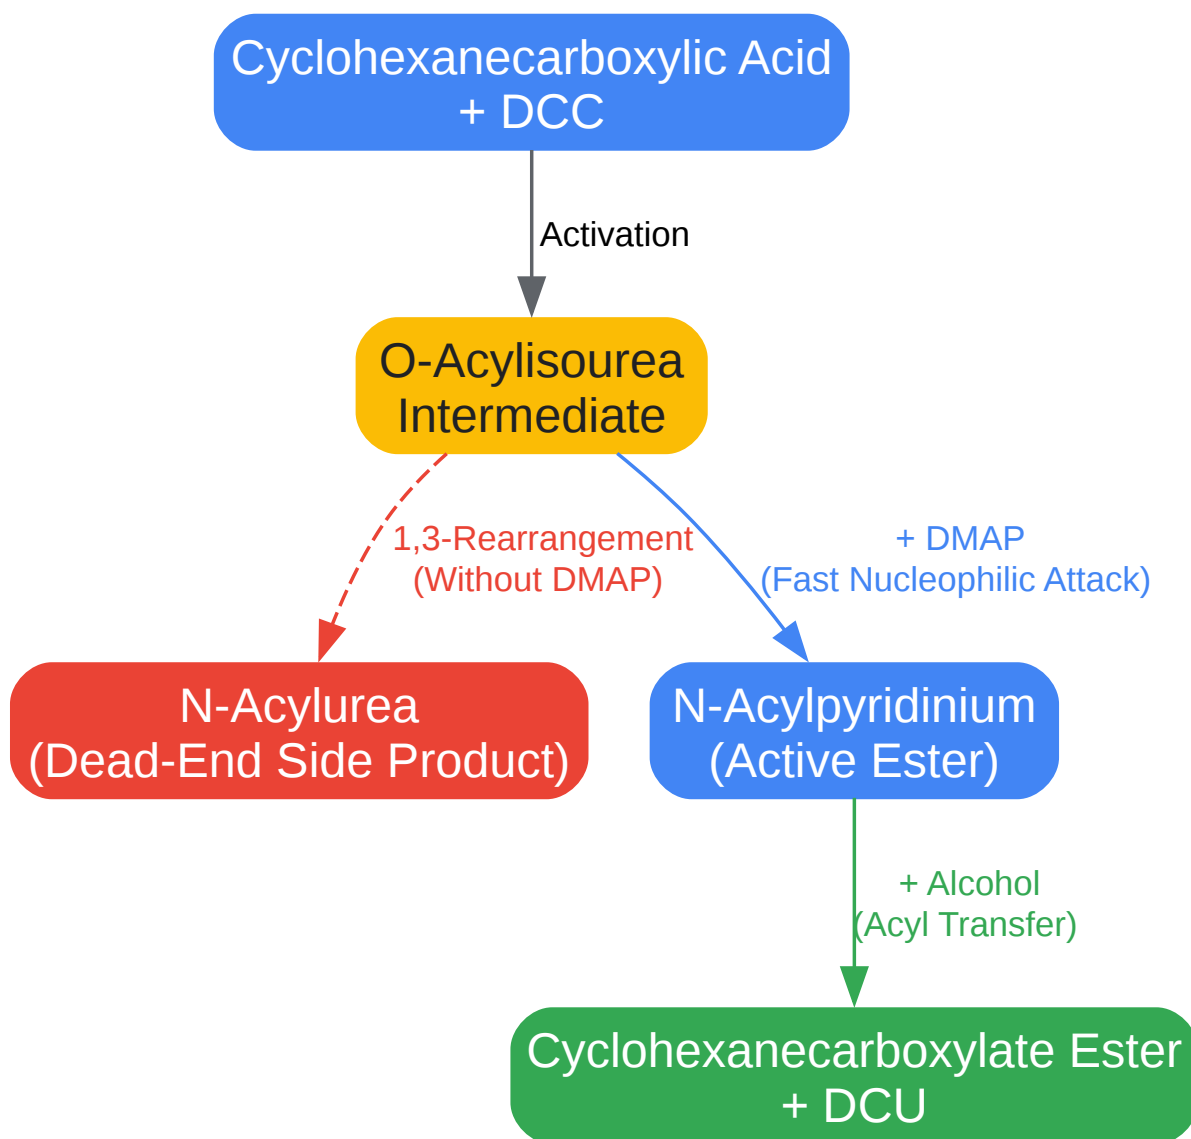 Cyclohexanecarboxylic Acid
+ DCC
Activation
O-Acylisourea
Intermediate
1,3-Rearrangement
(Without DMAP)
+ DMAP
(Fast Nucleophilic Attack)
N-Acylurea
(Dead-End Side Product)
N-Acylpyridinium
(Active Ester)
+ Alcohol
(Acyl Transfer)
Cyclohexanecarboxylate Ester
+ DCU